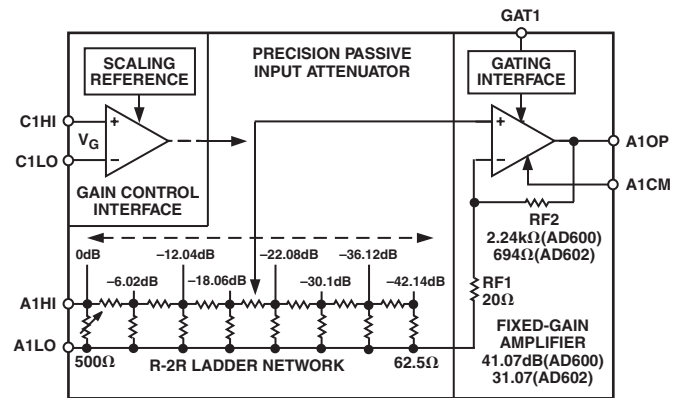 GAT1
SCALING
REFERENCE
PRECISION PASSIVE
INPUT ATTENUATOR
GATING
INTERFACE
C1HI
+
VG
C1LO
–
GAIN CONTROL
INTERFACE
+
–
A1OP
A1CM
RF2
2.24kΩ(AD600)
694Ω(AD602)
0dB
–12.04dB
–22.08dB
–36.12dB
–6.02dB
–18.06dB
–30.1dB
–42.14dB
RF1
20Ω
A1HI
A1LO
500Ω
R-2R LADDER NETWORK
62.5Ω
FIXED-GAIN
AMPLIFIER
41.07dB(AD600)
31.07(AD602)